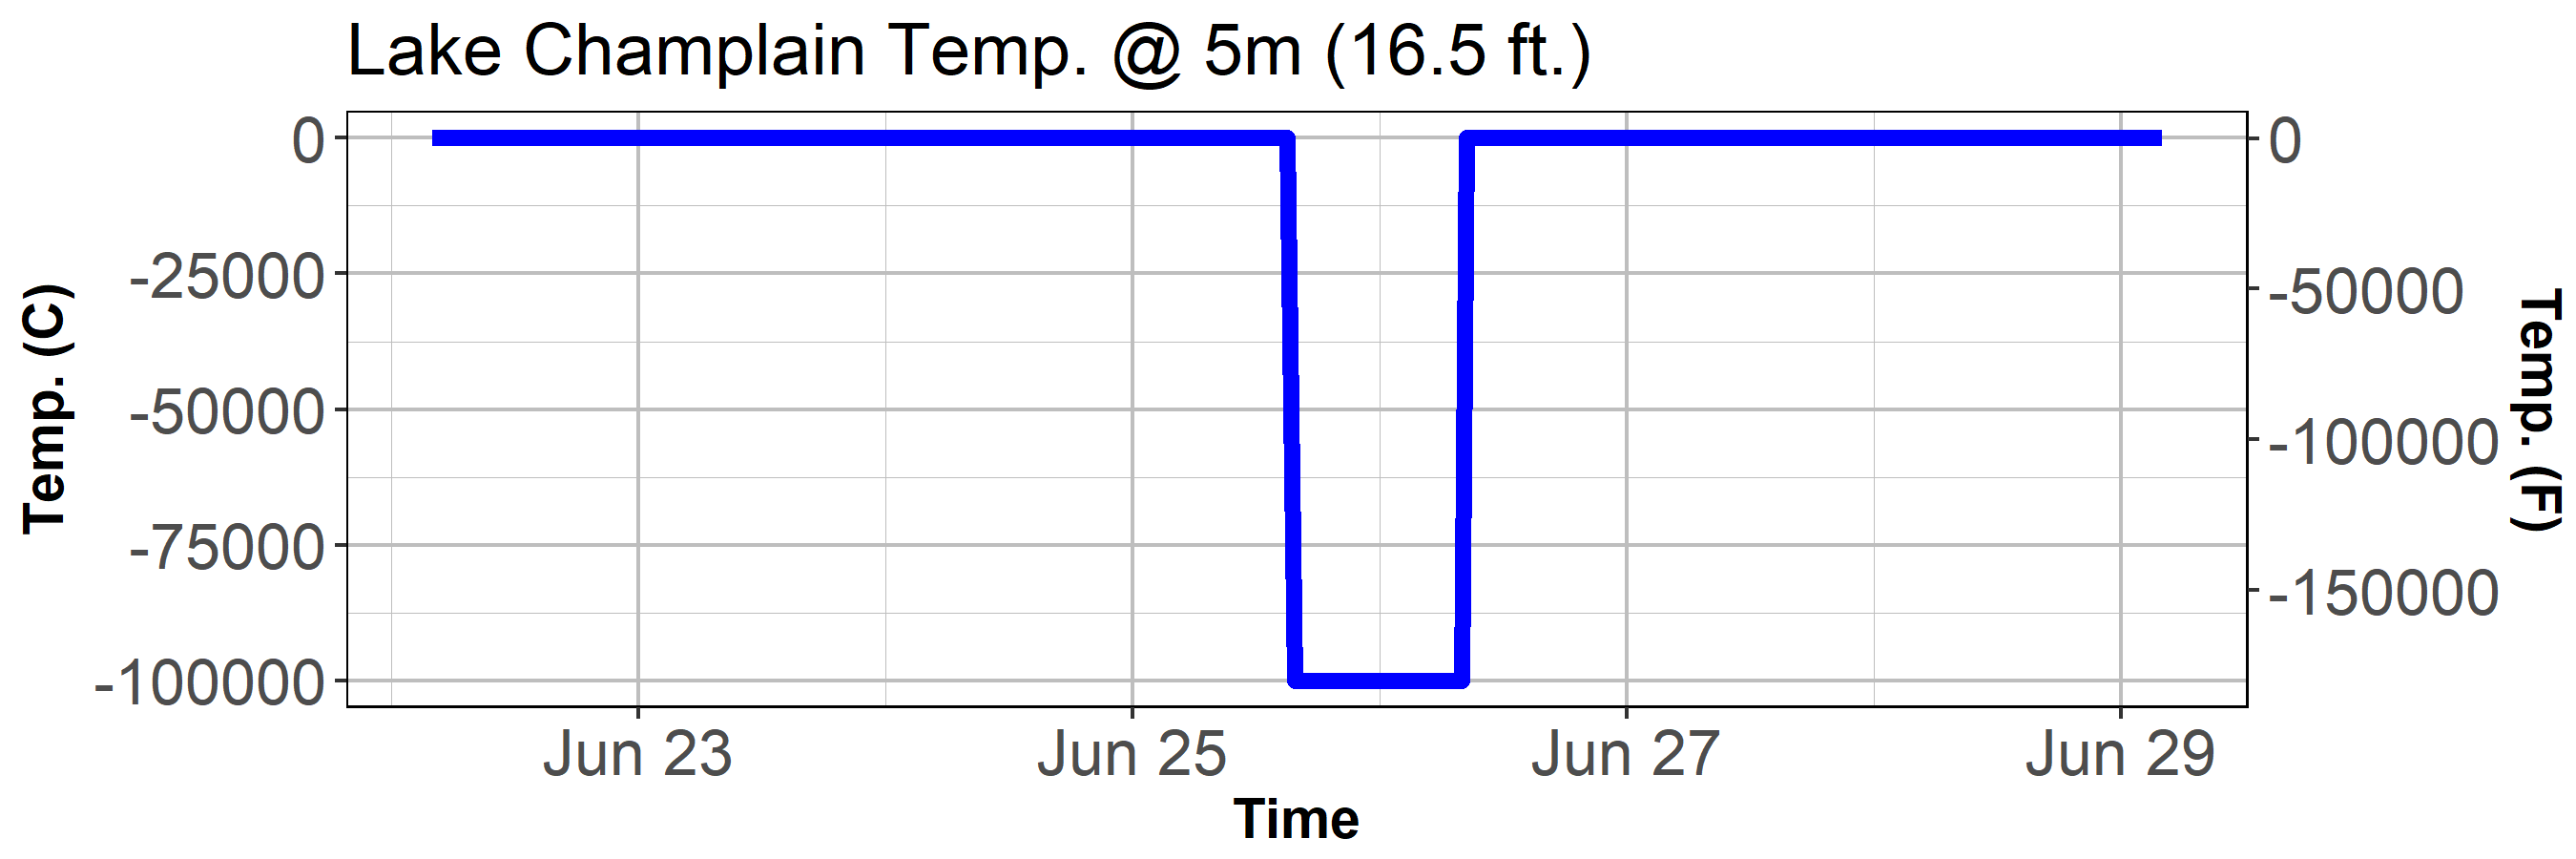 Lake Champlain Temp. @ 5m (16.5 ft.)
0
-25000
-50000
-75000
-100000
Temp. (C)
0
-50000
-100000
-150000
Temp. (F)
Jun 23
Jun 25
Jun 27
Jun 29
Time